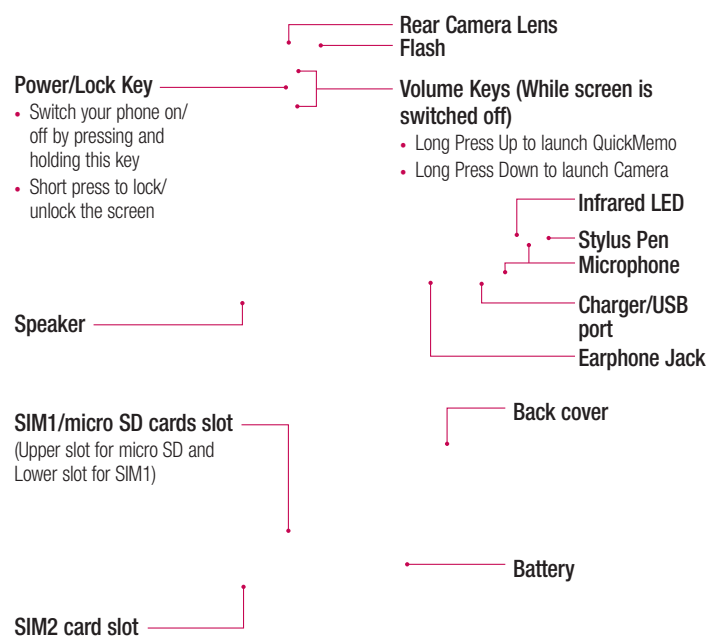 Rear Camera Lens
Flash
Power/Lock Key
• Switch your phone on/
off by pressing and
holding this key
• Short press to lock/
unlock the screen
Volume Keys (While screen is
switched off)
• Long Press Up to launch QuickMemo
• Long Press Down to launch Camera
Infrared LED
Stylus Pen
Microphone
Charger/USB
port
Earphone Jack
Speaker
SIM1/micro SD cards slot
(Upper slot for micro SD and
Lower slot for SIM1)
Back cover
Battery
SIM2 card slot